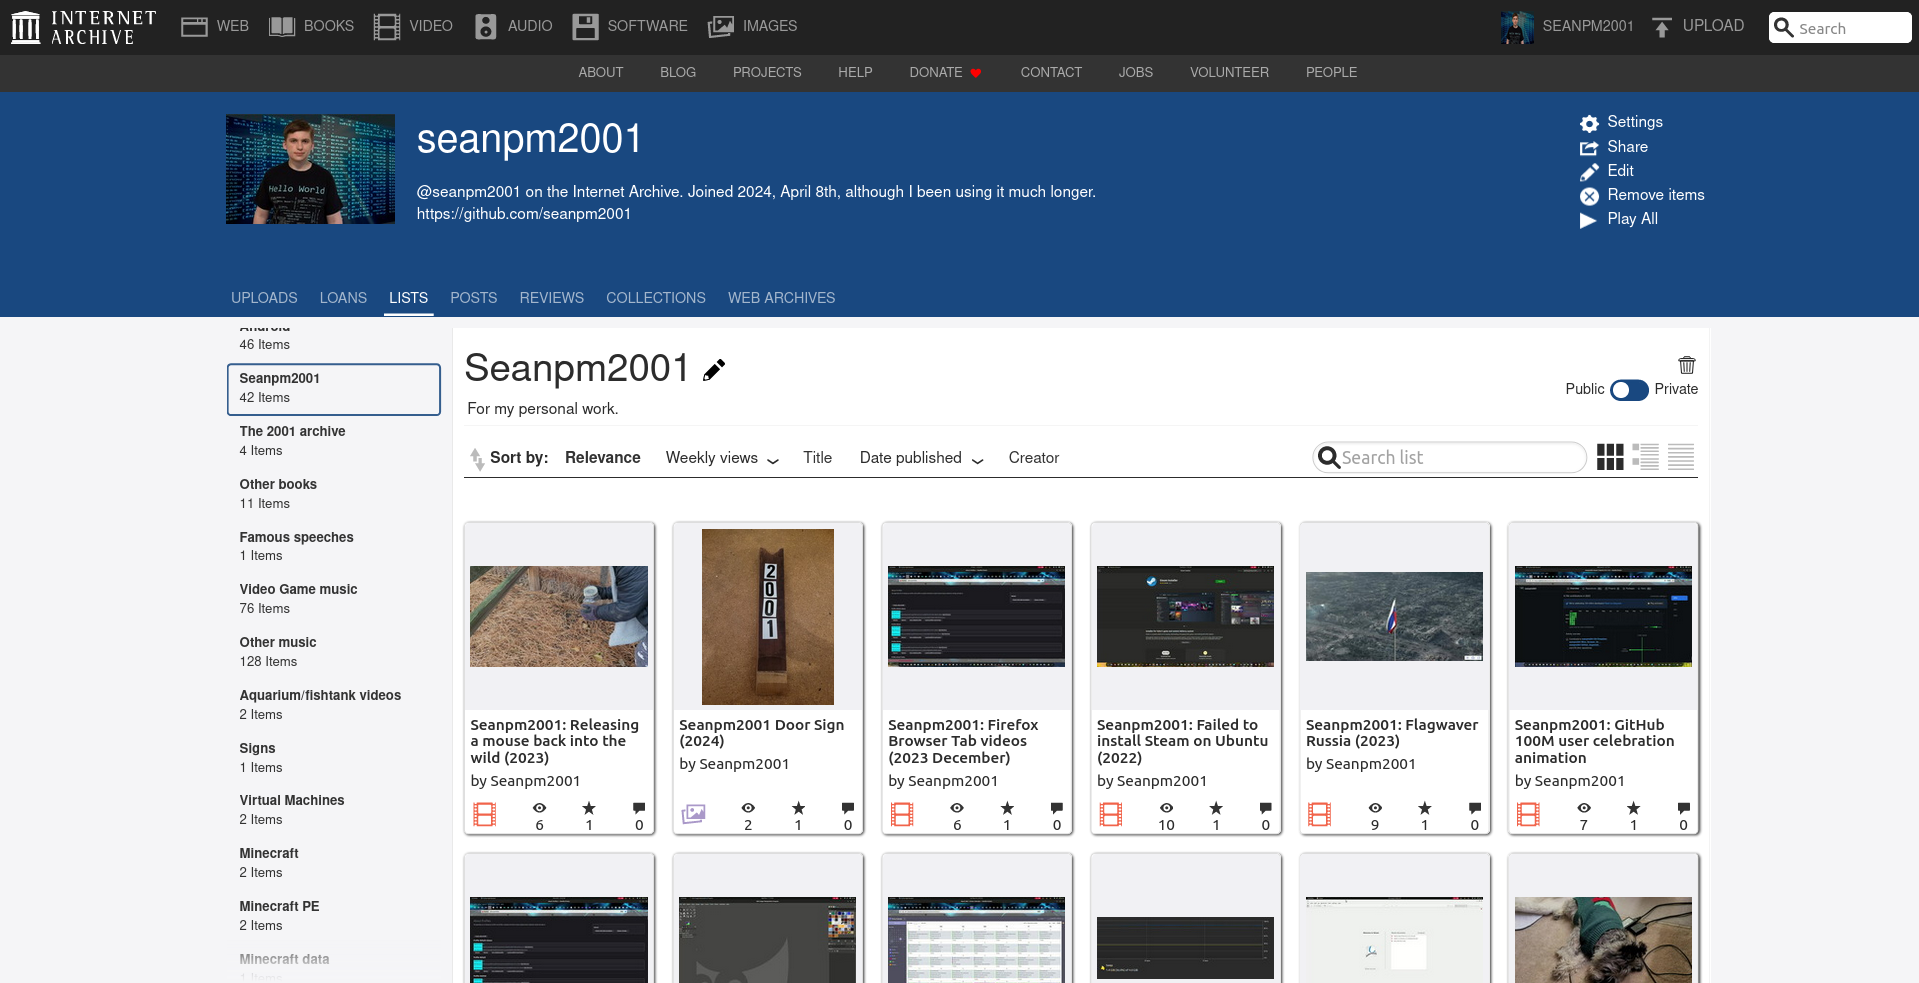 INTERNET ARCHIVE
WEB BOOKS VIDEO AUDIO SOFTWARE IMAGES
SEANPM2001 UPLOAD Search
ABOUT BLOG PROJECTS HELP DONATE CONTACT JOBS VOLUNTEER PEOPLE
Hello World
seanpm2001
@seanpm2001 on the Internet Archive. Joined 2024, April 8th, although I been using it much longer.
https://github.com/seanpm2001
Settings
Share
Edit
Remove items
Play All
UPLOADS LOANS LISTS POSTS REVIEWS COLLECTIONS WEB ARCHIVES
Android
46 Items
Seanpm2001
42 Items
The 2001 archive
4 Items
Other books
11 Items
Famous speeches
1 Items
Video Game music
76 Items
Other music
128 Items
Aquarium/fishtank videos
2 Items
Signs
1 Items
Virtual Machines
2 Items
Minecraft
2 Items
Minecraft PE
2 Items
Minecraft data
1 Items
Seanpm2001
For my personal work.
Public Private
Sort by: Relevance Weekly views Title Date published Creator
Search list
Seanpm2001: Releasing
a mouse back into the
wild (2023)
by Seanpm2001
6 1 0
2001
Seanpm2001 Door Sign
(2024)
by Seanpm2001
2 1 0
Seanpm2001: Firefox
Browser Tab videos
(2023 December)
by Seanpm2001
6 1 0
Seanpm2001: Failed to
install Steam on Ubuntu
(2022)
by Seanpm2001
10 1 0
Seanpm2001: Flagwaver
Russia (2023)
by Seanpm2001
9 1 0
Seanpm2001: GitHub
100M user celebration
animation
by Seanpm2001
7 1 0